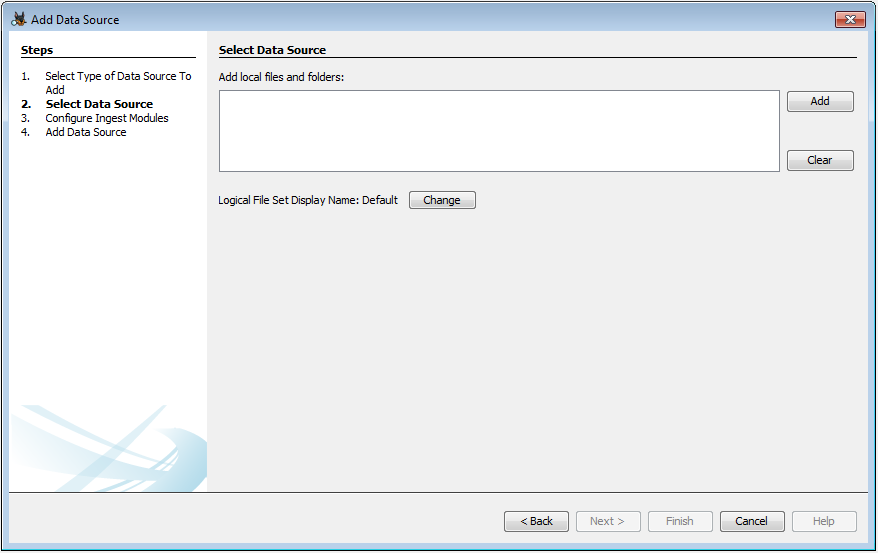 Add Data Source
Steps
1. Select Type of Data Source To
Add
2. Select Data Source
3. Configure Ingest Modules
4. Add Data Source
Select Data Source
Add local files and folders:
Add
Clear
Logical File Set Display Name: Default Change
< Back Next > Finish Cancel Help